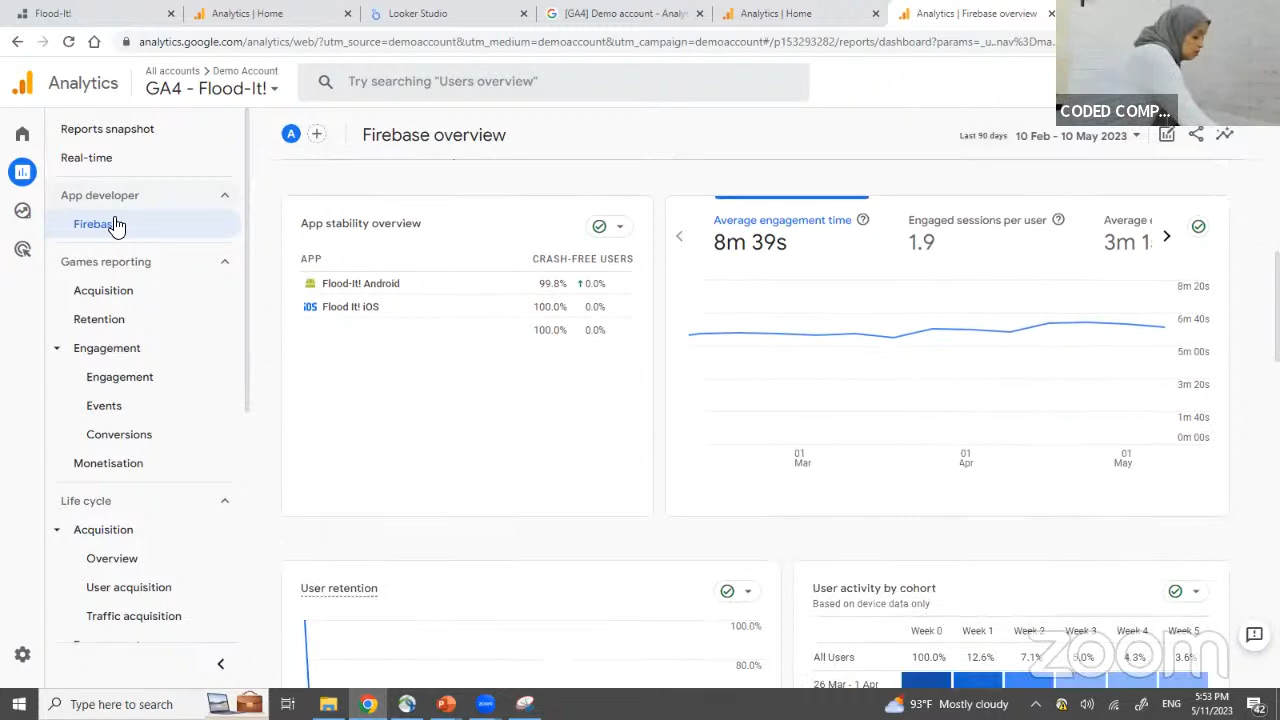 Flood-It!
Analytics | Home
Looker Studio
[GA4] Demo account - Analy
Analytics | Home
Analytics | Firebase overview
analytics.google.com/analytics/web/?utm_source=demoaccount&utm_medium=demoaccount&utm_campaign=demoaccount#/p153293282/reports/dashboard?params=_u..nav%3Dma...
CODED COMP...
Analytics
All accounts > Demo Account
GA4 - Flood-It!
Try searching "Users overview"
Reports snapshot
Real-time
App developer
Firebas
Games reporting
Acquisition
Retention
Engagement
Engagement
Events
Conversions
Monetisation
Life cycle
Acquisition
Overview
User acquisition
Traffic acquisition
A
Firebase overview
Last 90 days 10 Feb - 10 May 2023
App stability overview
APP CRASH-FREE USERS
Flood-It! Android 99.8% 0.0%
iOS Flood It! iOS 100.0% 0.0%
100.0% 0.0%
Average engagement time
8m 39s
Engaged sessions per user
1.9
Average
3m 1
8m 20s
6m 40s
5m 00s
3m 20s
1m 40s
0m 00s
01 Mar
01 Apr
01 May
User retention
100.0%
80.0%
User activity by cohort
Based on device data only
Week 0 Week 1 Week 2 Week 3 Week 4 Week 5
All Users 100.0% 12.6% 7.1% .0% 4.3% 3.6%
26 Mar - 1 Apr
zoom
Type here to search
93°F Mostly cloudy
ENG
5:53 PM
5/11/2023
42